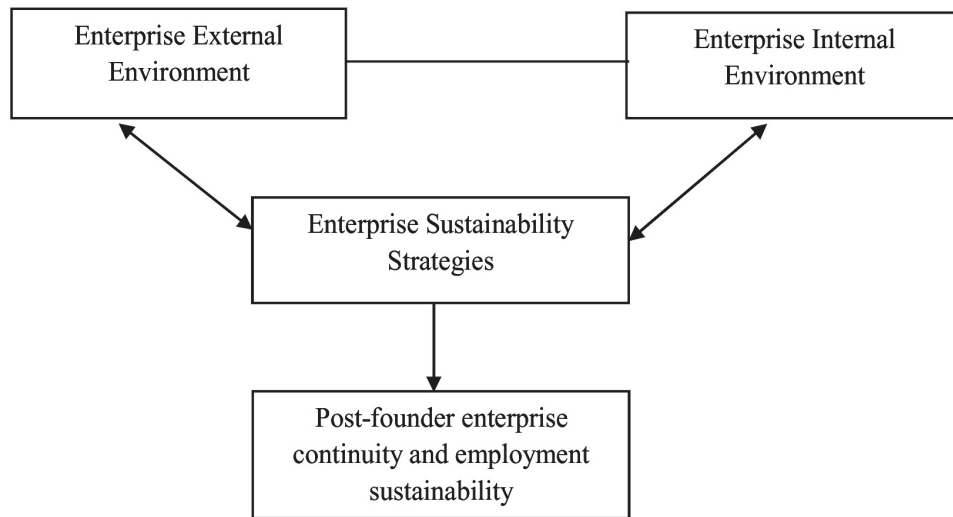 Enterprise External
Environment
Enterprise Internal
Environment
Enterprise Sustainability
Strategies
Post-founder enterprise
continuity and employment
sustainability